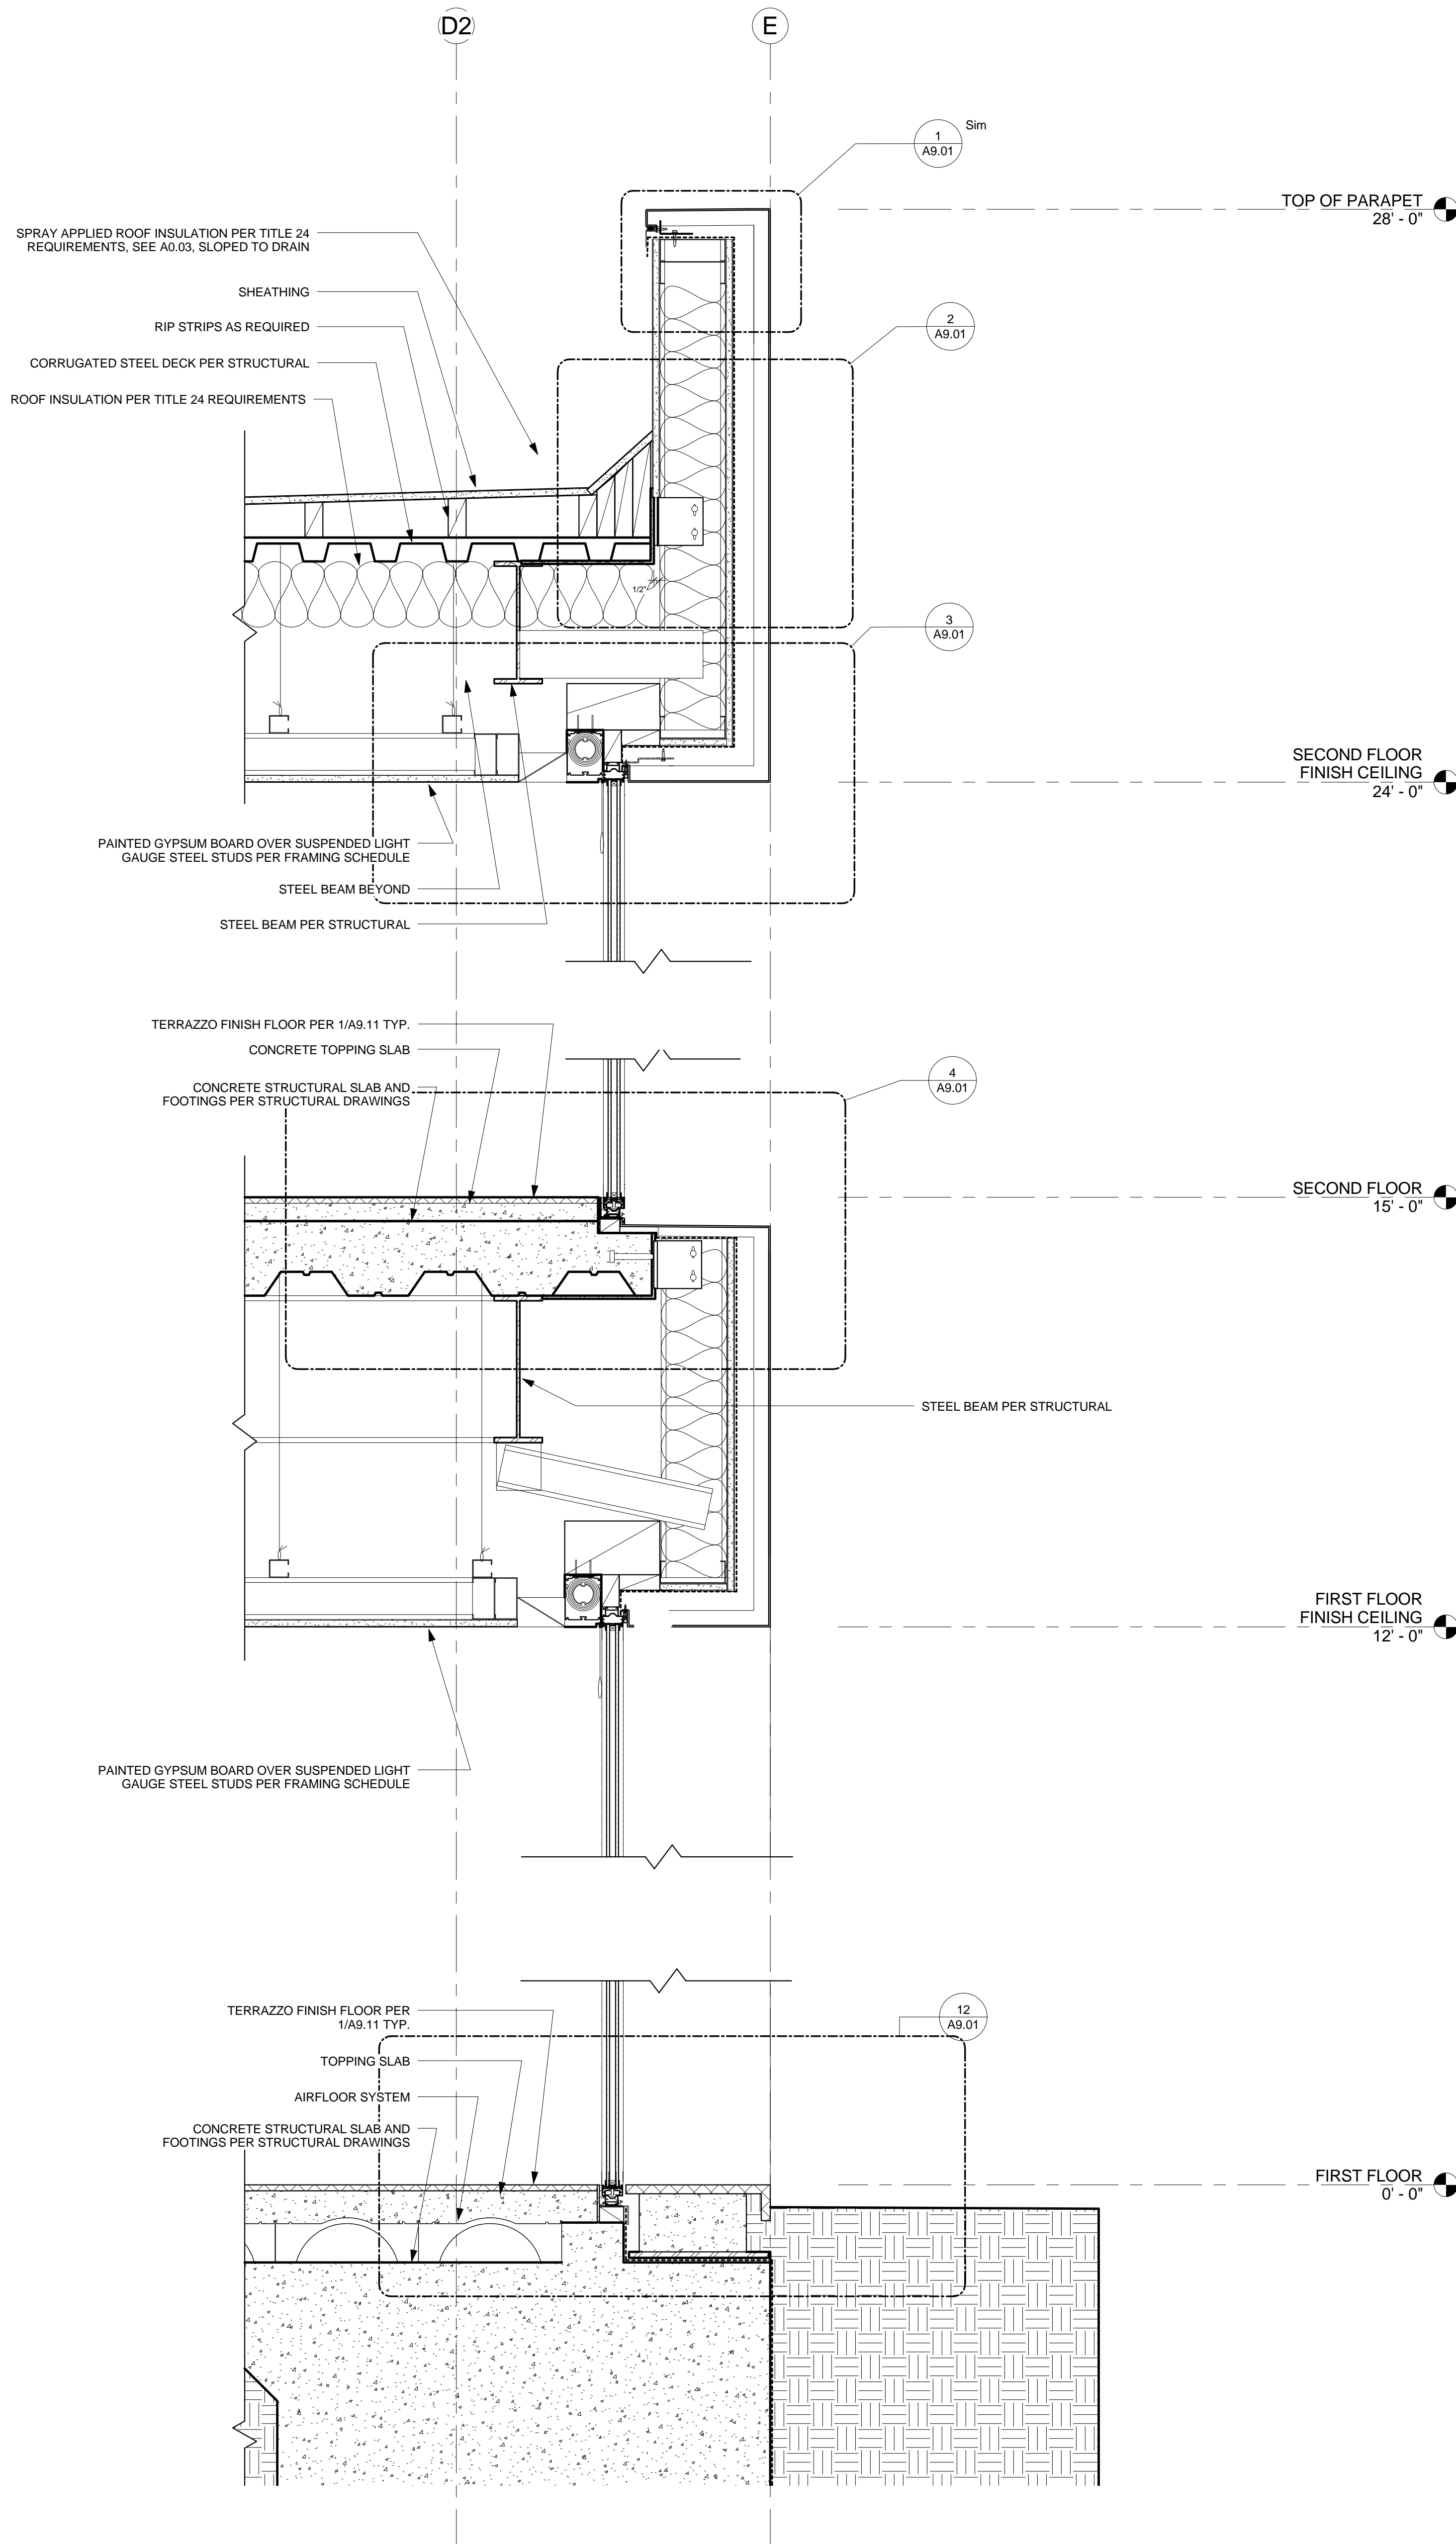 D2
E
1
A9.01
Sim
TOP OF PARAPET
28' - 0"
SPRAY APPLIED ROOF INSULATION PER TITLE 24
REQUIREMENTS, SEE A0.03, SLOPED TO DRAIN
SHEATHING
RIP STRIPS AS REQUIRED
2
A9.01
CORRUGATED STEEL DECK PER STRUCTURAL
ROOF INSULATION PER TITLE 24 REQUIREMENTS
1/2"
3
A9.01
SECOND FLOOR
FINISH CEILING
24' - 0"
PAINTED GYPSUM BOARD OVER SUSPENDED LIGHT
GAUGE STEEL STUDS PER FRAMING SCHEDULE
STEEL BEAM BEYOND
STEEL BEAM PER STRUCTURAL
TERRAZZO FINISH FLOOR PER 1/A9.11 TYP.
CONCRETE TOPPING SLAB
4
A9.01
CONCRETE STRUCTURAL SLAB AND
FOOTINGS PER STRUCTURAL DRAWINGS
SECOND FLOOR
15' - 0"
STEEL BEAM PER STRUCTURAL
FIRST FLOOR
FINISH CEILING
12' - 0"
PAINTED GYPSUM BOARD OVER SUSPENDED LIGHT
GAUGE STEEL STUDS PER FRAMING SCHEDULE
TERRAZZO FINISH FLOOR PER
1/A9.11 TYP.
12
A9.01
TOPPING SLAB
AIRFLOOR SYSTEM
CONCRETE STRUCTURAL SLAB AND
FOOTINGS PER STRUCTURAL DRAWINGS
FIRST FLOOR
0' - 0"